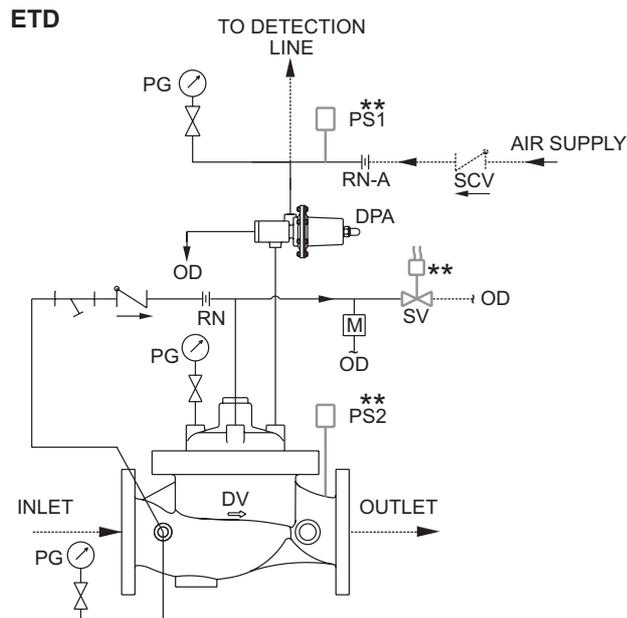 ETD
TO DETECTION
LINE
PG
**
PS1
AIR SUPPLY
RN-A
SCV
DPA
OD
**
OD
RN
SV
M
PG
OD
**
PS2
INLET
DV
OUTLET
PG